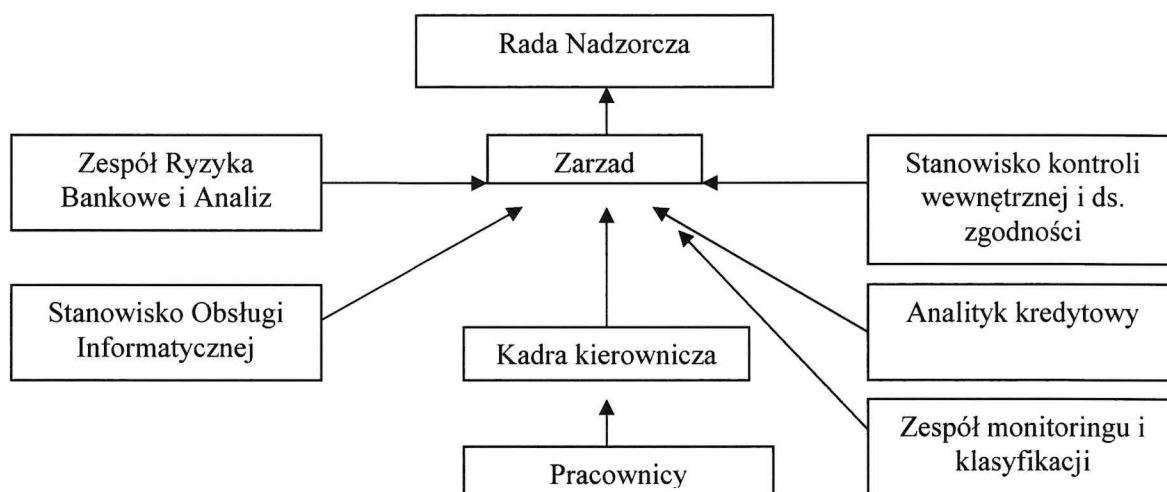 Rada Nadzorcza
Zespół Ryzyka
Bankowe i Analiz
Zarzad
Stanowisko kontroli
wewnętrznej i ds.
zgodności
Stanowisko Obsługi
Informatycznej
Kadra kierownicza
Analityk kredytowy
Pracownicy
Zespół monitoringu i
klasyfikacji